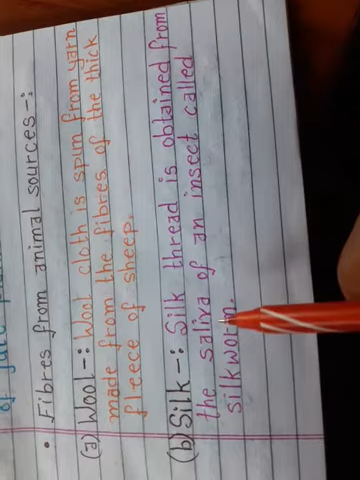 • Fibres from animal sources-:
(a) Wool-: Wool cloth is spun from yarn
made from the fibres of the thick
fleece of sheep.
(b) Silk-: Silk thread is obtained from
the saliva of an insect called
silkworm.